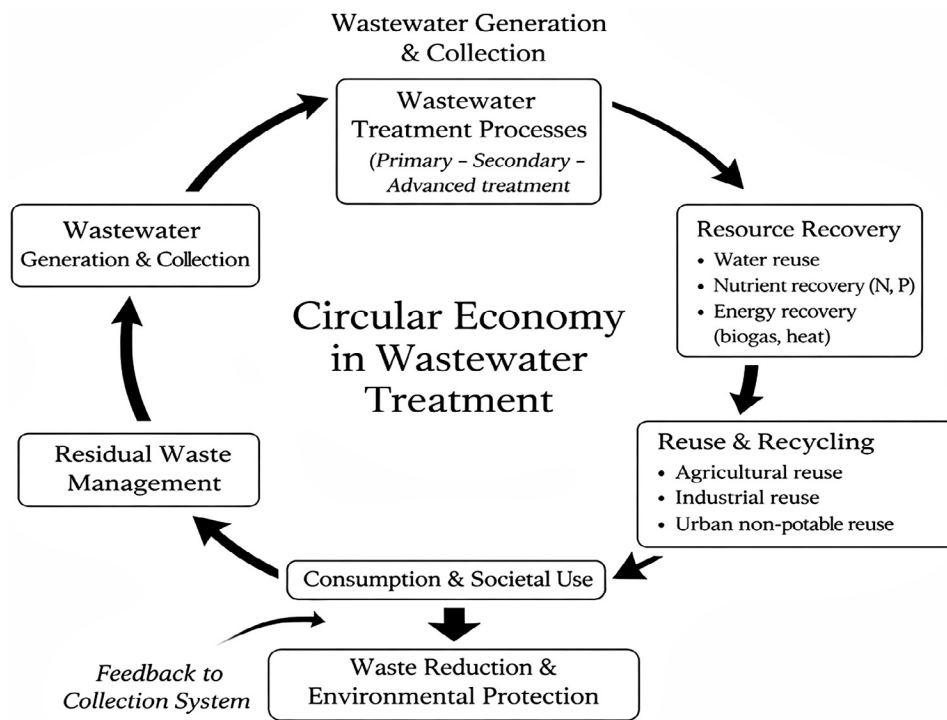 Wastewater Generation
& Collection
Wastewater
Treatment Processes
(Primary – Secondary –
Advanced treatment
Resource Recovery
• Water reuse
• Nutrient recovery (N, P)
• Energy recovery
(biogas, heat)
Reuse & Recycling
• Agricultural reuse
• Industrial reuse
• Urban non-potable reuse
Consumption & Societal Use
Waste Reduction &
Environmental Protection
Feedback to
Collection System
Residual Waste
Management
Wastewater
Generation & Collection
Circular Economy
in Wastewater
Treatment